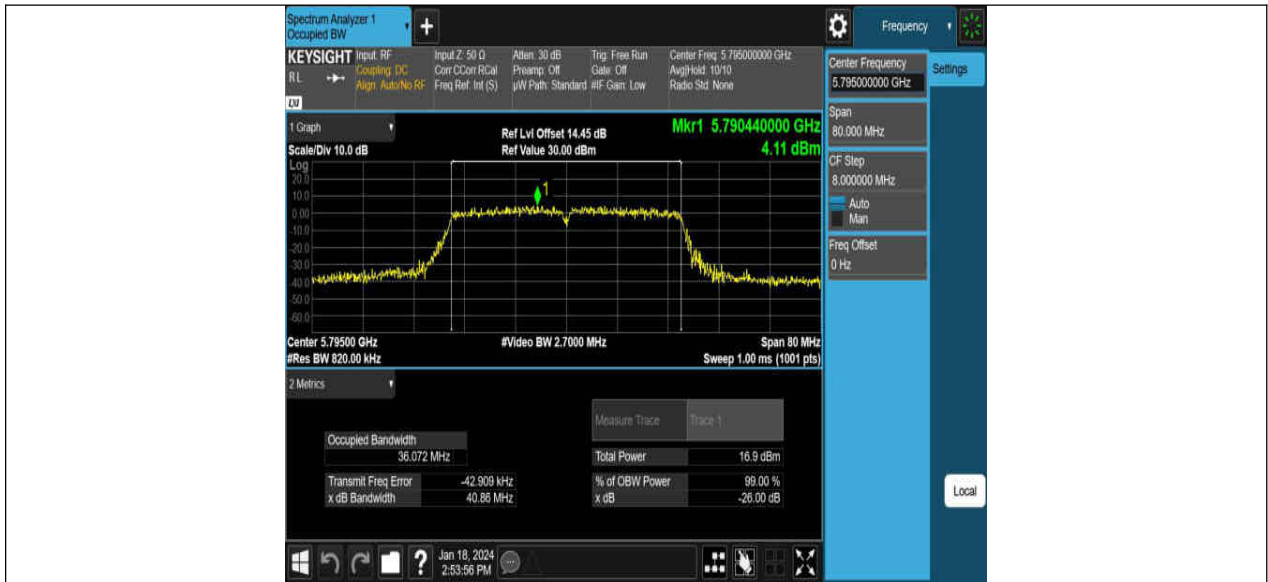 Spectrum Analyzer 1
Occupied BW
+
Frequency
KEYSIGHT
RL
LXI
Input: RF
Coupling: DC
Align: Auto/No RF
Input Z: 50 Ω
Corr CCorr RCal
Freq Ref: Int (S)
Atten: 30 dB
Preamp: Off
µW Path: Standard
Trig: Free Run
Gate: Off
#IF Gain: Low
Center Freq: 5.795000000 GHz
Avg|Hold: 10/10
Radio Std: None
Center Frequency
5.795000000 GHz
Settings
Span
80.000 MHz
CF Step
8.000000 MHz
Auto
Man
Freq Offset
0 Hz
Local
1 Graph
Scale/Div 10.0 dB
Ref Lvl Offset 14.45 dB
Ref Value 30.00 dBm
Mkr1 5.790440000 GHz
4.11 dBm
Log
20.0
10.0
0.00
-10.0
-20.0
-30.0
-40.0
-50.0
-60.0
1
Center 5.79500 GHz
#Res BW 820.00 kHz
#Video BW 2.7000 MHz
Span 80 MHz
Sweep 1.00 ms (1001 pts)
2 Metrics
Measure Trace Trace 1
Occupied Bandwidth
36.072 MHz
Total Power 16.9 dBm
Transmit Freq Error -42.909 kHz
% of OBW Power 99.00 %
x dB Bandwidth 40.86 MHz
x dB -26.00 dB
?
Jan 18, 2024
2:53:56 PM